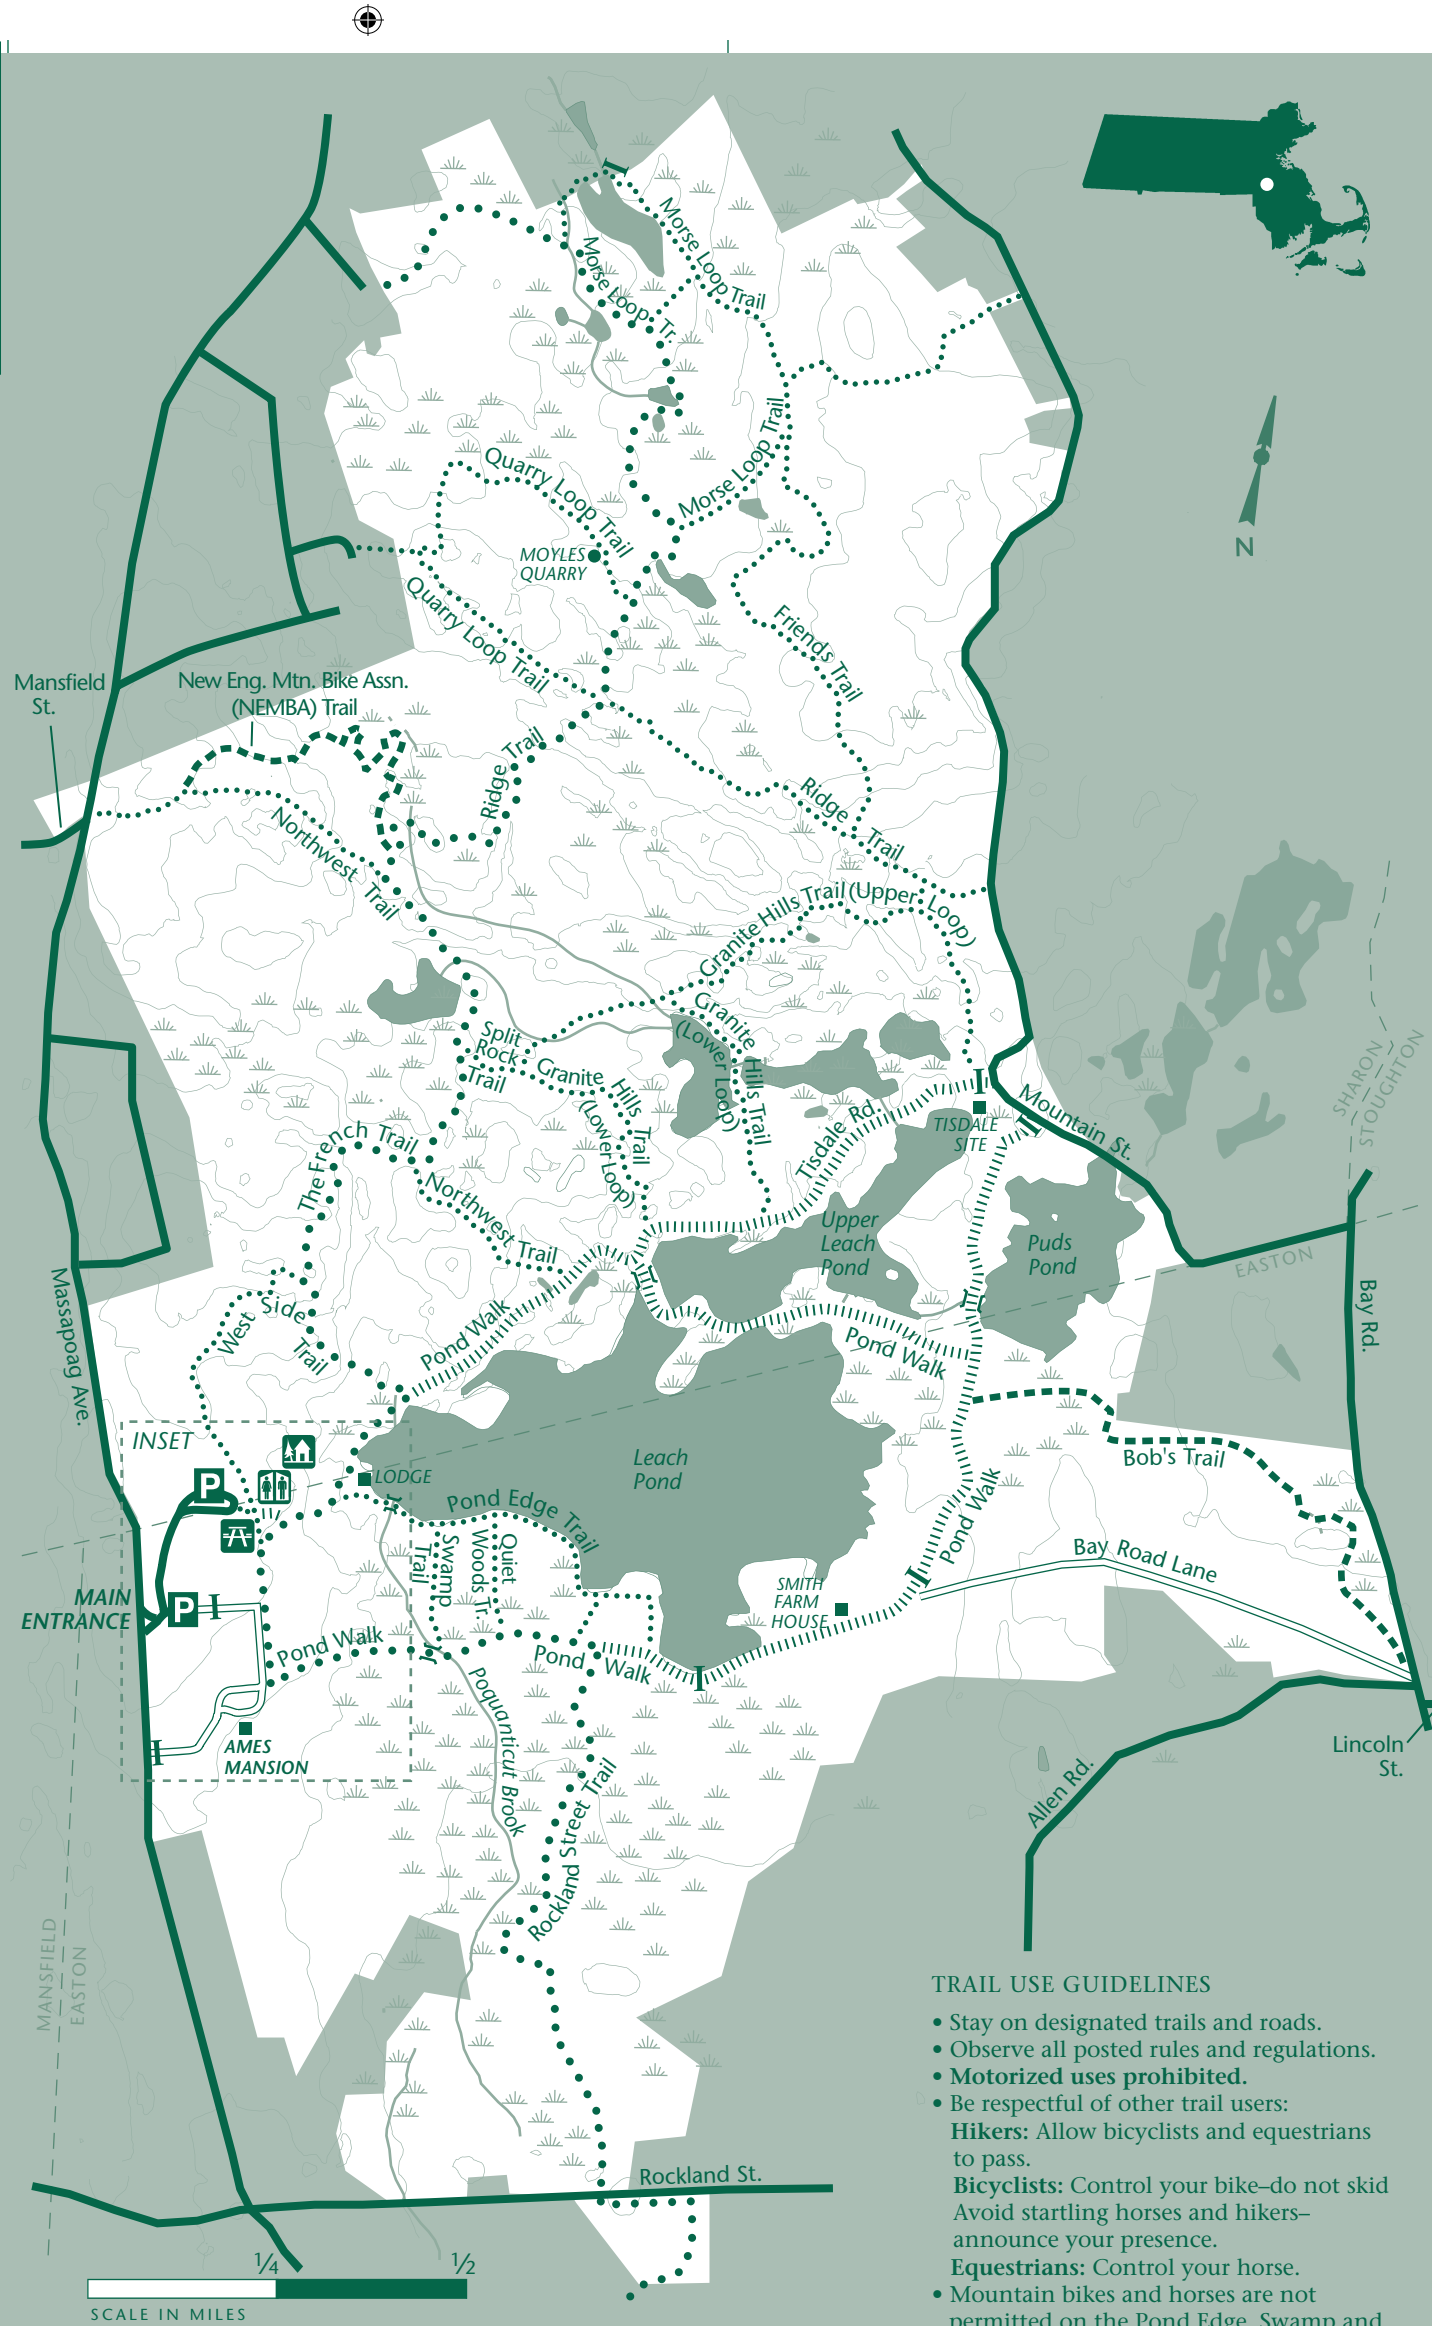 Morse Loop Trail
Morse Loop Tr.
Morse Loop Trail
Quarry Loop Trail
MOYLES
QUARRY
N
Quarry Loop Trail
Friends Trail
Mansfield
St.
New Eng. Mtn. Bike Assn.
(NEMBA) Trail
Ridge Trail
Ridge Trail
Northwest Trail
Granite Hills Trail (Upper Loop)
Granite Hills Trail
(Lower Loop)
Split
Rock
Trail
Granite Hills Trail
(Lower Loop)
SHARON
STOUGHTON
Mountain St.
Tisdale Rd.
TISDALE
SITE
The French Trail
Northwest Trail
Upper
Leach
Pond
Puds
Pond
EASTON
Massapoag Ave.
West Side Trail
Pond Walk
Pond Walk
Bay Rd.
INSET
P
LODGE
Leach
Pond
Bob's Trail
Pond Edge Trail
Swamp
Trail
Quiet
Woods Tr.
Pond Walk
Bay Road Lane
SMITH
FARM
HOUSE
MAIN
ENTRANCE
P
Pond Walk
Pond Walk
Poquanticut Brook
AMES
MANSION
Rockland Street Trail
Lincoln
St.
Allen Rd.
MANSFIELD
EASTON
Rockland St.
1/4
1/2
SCALE IN MILES
TRAIL USE GUIDELINES
• Stay on designated trails and roads.
• Observe all posted rules and regulations.
• Motorized uses prohibited.
• Be respectful of other trail users:
Hikers: Allow bicyclists and equestrians
to pass.
Bicyclists: Control your bike–do not skid
Avoid startling horses and hikers–
announce your presence.
Equestrians: Control your horse.
• Mountain bikes and horses are not
permitted on the Pond Edge, Swamp and